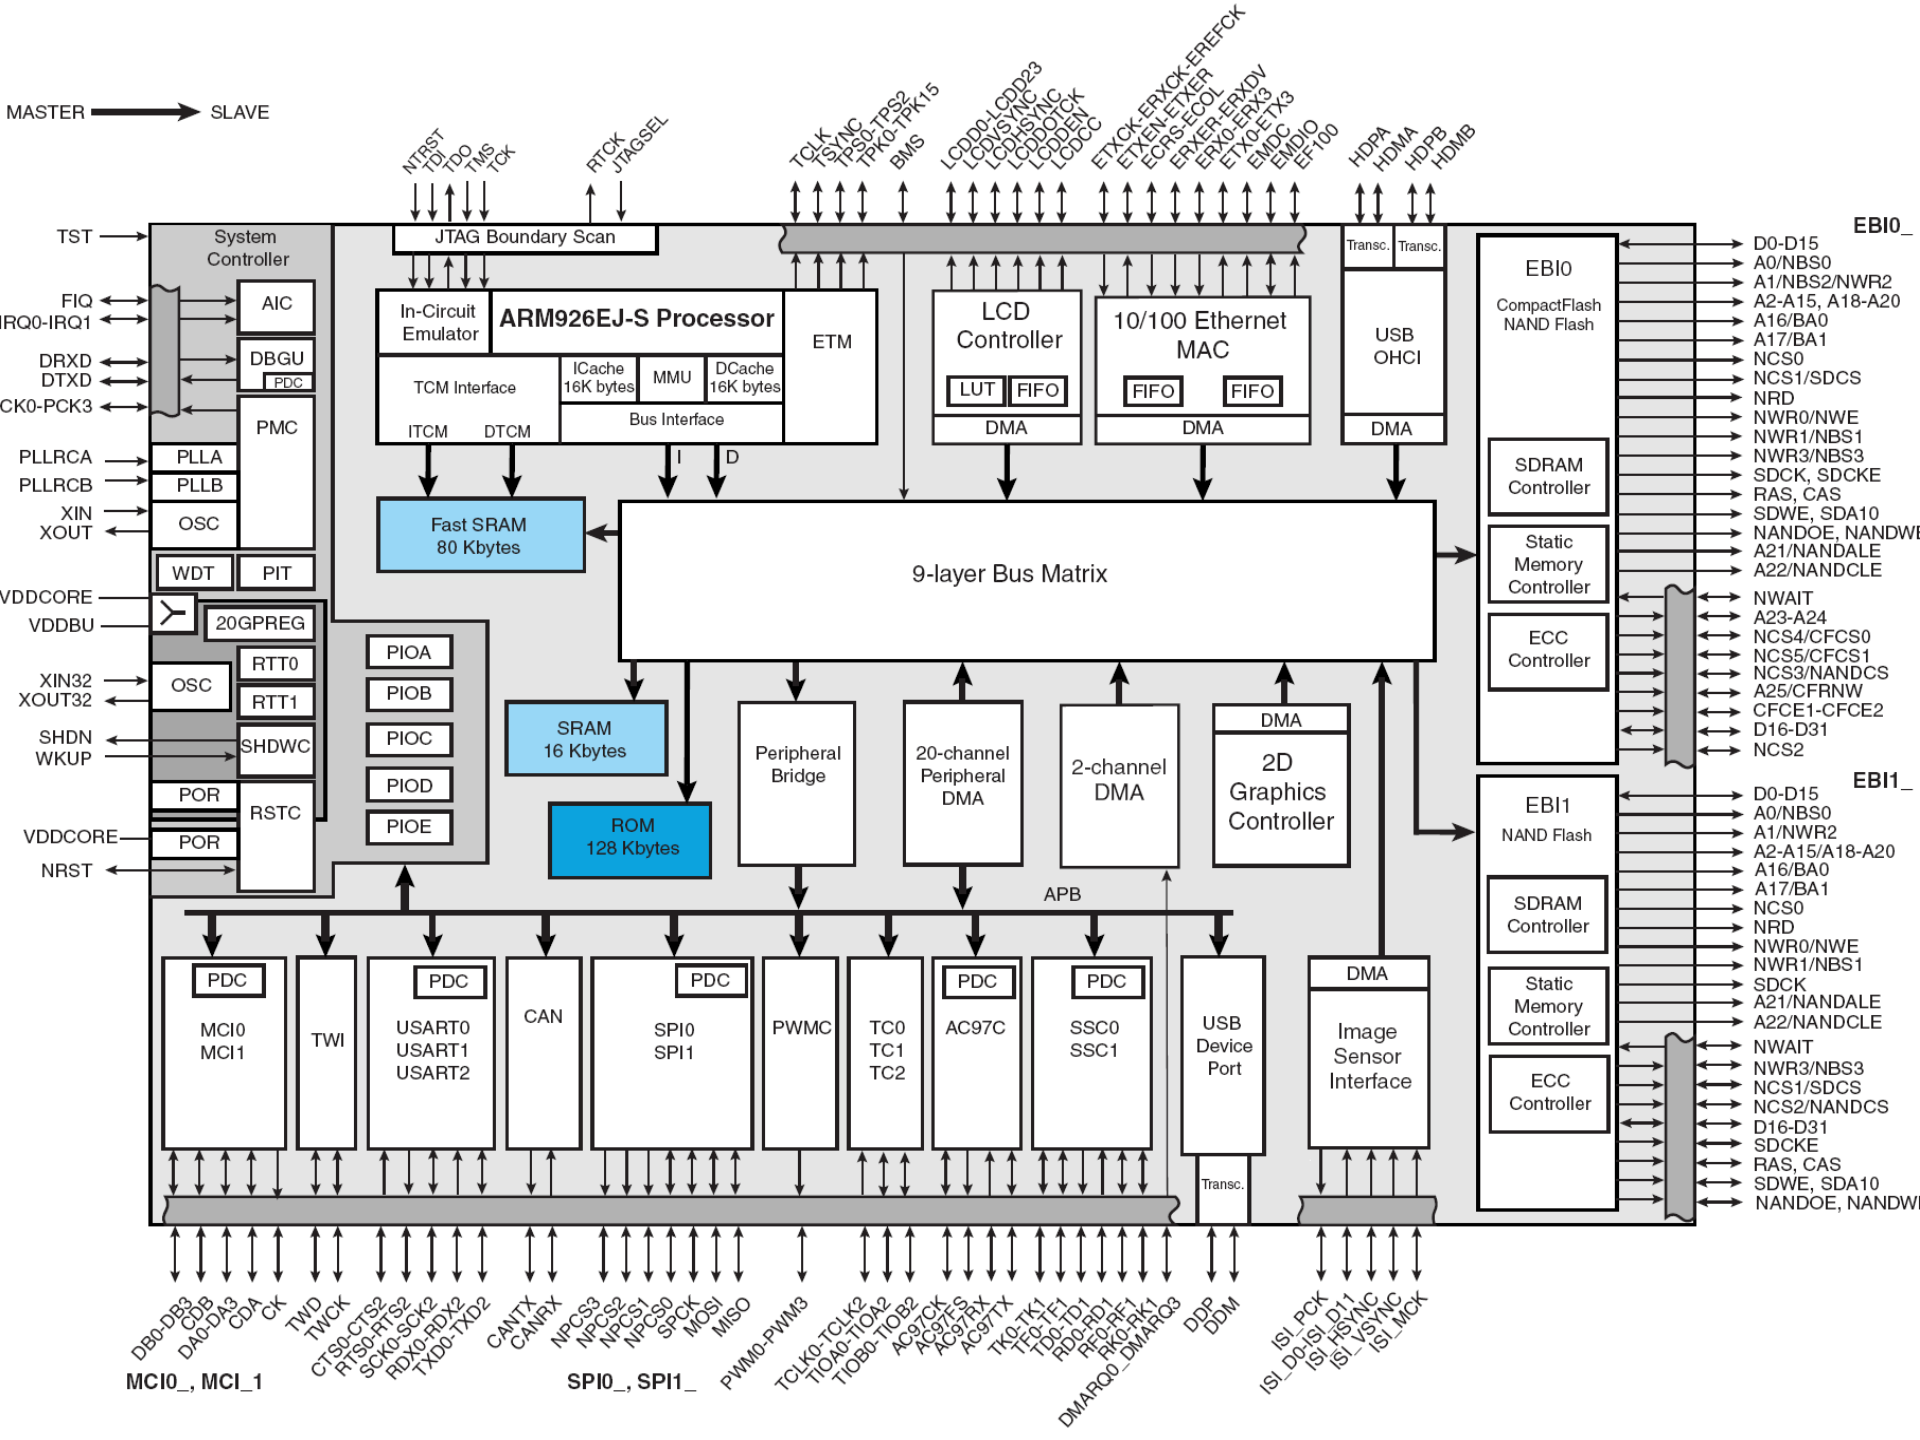 MASTER SLAVE
NTRST
TDI
TDO
TMS
TCK
RTCK
JTAGSEL
TCLK
TSYNC
TPS0-TPS2
TPK0-TPK15
BMS
LCDD0-LCDD23
LCDVSYNC
LCDHSYNC
LCDDOTCK
LCDDEN
LCDCC
ETXCK-ERXCK-EREFCK
ETXEN-ETXER
ECRS-ECOL
ERXER-ERXDV
ERX0-ERX3
ETX0-ETX3
EMDC
EMDIO
EF100
HDPA
HDMA
HDPB
HDMB
TST
FIQ
IRQ0-IRQ1
DRXD
DTXD
CK0-PCK3
PLLRCA
PLLRCB
XIN
XOUT
VDDCORE
VDDBU
XIN32
XOUT32
SHDN
WKUP
VDDCORE
NRST
System
Controller
AIC
DBGU
PDC
PMC
PLLA
PLLB
OSC
WDT
PIT
20GPREG
RTT0
OSC
RTT1
SHDWC
POR
RSTC
POR
PIOA
PIOB
PIOC
PIOD
PIOE
JTAG Boundary Scan
In-Circuit
Emulator
ARM926EJ-S Processor
ETM
TCM Interface
ICache
16K bytes
MMU
DCache
16K bytes
Bus Interface
ITCM
DTCM
I
D
LCD
Controller
LUT
FIFO
DMA
10/100 Ethernet
MAC
FIFO
FIFO
DMA
Transc.
Transc.
USB
OHCI
DMA
Fast SRAM
80 Kbytes
9-layer Bus Matrix
SRAM
16 Kbytes
ROM
128 Kbytes
Peripheral
Bridge
20-channel
Peripheral
DMA
2-channel
DMA
DMA
2D
Graphics
Controller
APB
EBI0
CompactFlash
NAND Flash
SDRAM
Controller
Static
Memory
Controller
ECC
Controller
EBI1
NAND Flash
SDRAM
Controller
Static
Memory
Controller
ECC
Controller
EBI0_
D0-D15
A0/NBS0
A1/NBS2/NWR2
A2-A15, A18-A20
A16/BA0
A17/BA1
NCS0
NCS1/SDCS
NRD
NWR0/NWE
NWR1/NBS1
NWR3/NBS3
SDCK, SDCKE
RAS, CAS
SDWE, SDA10
NANDOE, NANDWE
A21/NANDALE
A22/NANDCLE
NWAIT
A23-A24
NCS4/CFCS0
NCS5/CFCS1
NCS3/NANDCS
A25/CFRNW
CFCE1-CFCE2
D16-D31
NCS2
EBI1_
D0-D15
A0/NBS0
A1/NWR2
A2-A15/A18-A20
A16/BA0
A17/BA1
NCS0
NRD
NWR0/NWE
NWR1/NBS1
SDCK
A21/NANDALE
A22/NANDCLE
NWAIT
NWR3/NBS3
NCS1/SDCS
NCS2/NANDCS
D16-D31
SDCKE
RAS, CAS
SDWE, SDA10
NANDOE, NANDWE
PDC
MCI0
MCI1
TWI
PDC
USART0
USART1
USART2
CAN
PDC
SPI0
SPI1
PWMC
TC0
TC1
TC2
PDC
AC97C
PDC
SSC0
SSC1
USB
Device
Port
Transc.
DMA
Image
Sensor
Interface
DB0-DB3
CDB
DA0-DA3
CDA
CK
TWD
TWCK
CTS0-CTS2
RTS0-RTS2
SCK0-SCK2
RDX0-RDX2
TXD0-TXD2
CANTX
CANRX
NPCS3
NPCS2
NPCS1
NPCS0
SPCK
MOSI
MISO
PWM0-PWM3
TCLK0-TCLK2
TIOA0-TIOA2
TIOB0-TIOB2
AC97CK
AC97FS
AC97RX
AC97TX
TK0-TK1
TF0-TF1
TD0-TD1
RD0-RD1
RF0-RF1
RK0-RK1
DMARQ0_DMARQ3
DDP
DDM
ISI_PCK
ISI_D0-ISI_D11
ISI_HSYNC
ISI_VSYNC
ISI_MCK
MCI0_, MCI_1
SPI0_, SPI1_